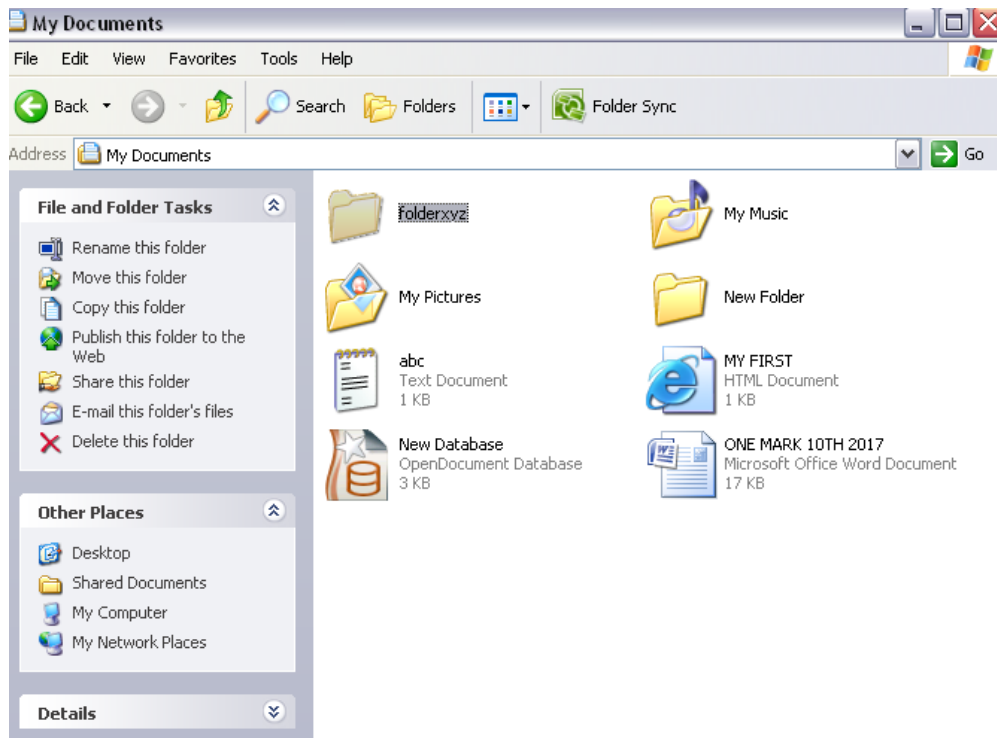 My Documents
File Edit View Favorites Tools Help
Back Search Folders Folder Sync
Address My Documents Go
File and Folder Tasks
Rename this folder
Move this folder
Copy this folder
Publish this folder to the
Web
Share this folder
E-mail this folder's files
Delete this folder
Other Places
Desktop
Shared Documents
My Computer
My Network Places
Details
folderxyz
My Music
My Pictures
New Folder
abc
Text Document
1 KB
MY FIRST
HTML Document
1 KB
New Database
OpenDocument Database
3 KB
ONE MARK 10TH 2017
Microsoft Office Word Document
17 KB